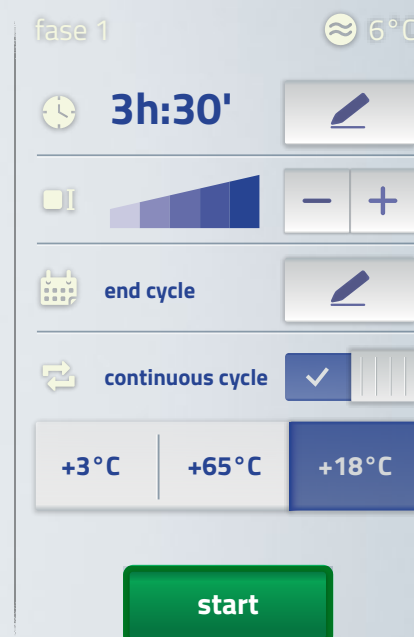 fase 1
6°C
3h:30'
end cycle
continuous cycle
+3°C
+65°C
+18°C
start